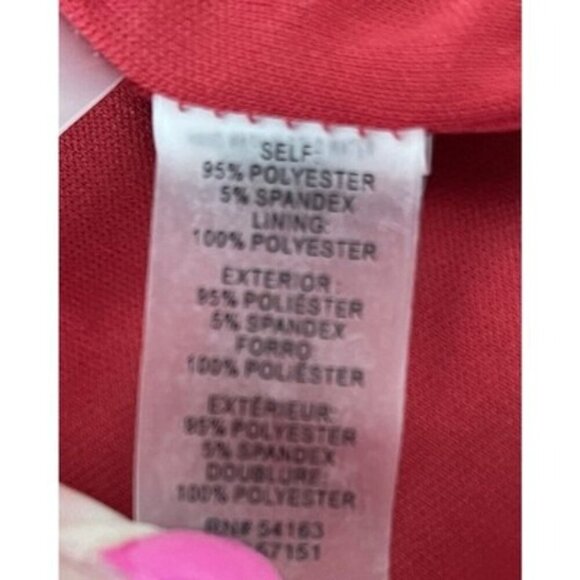 SELF:
95% POLYESTER
5% SPANDEX
LINING:
100% POLYESTER
EXTERIOR:
95% POLIÉSTER
5% SPANDEX
FORRO:
100% POLIÉSTER
EXTÉRIEUR:
95% POLYESTER
5% SPANDEX
DOUBLURE:
100% POLYESTER
RN# 54163
57151